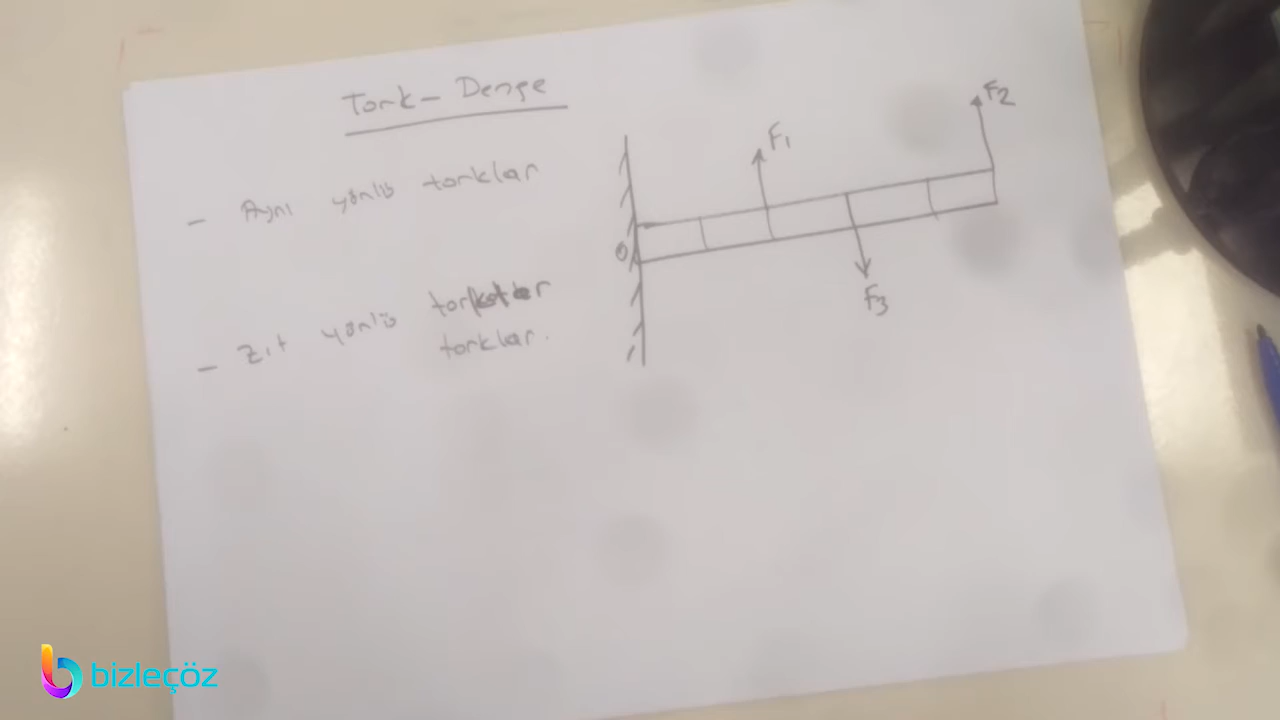 Tork - Denge
- Aynı yönlü torklar
- Zıt yönlü
torklar.
F1
F2
O
F3
bizleçöz